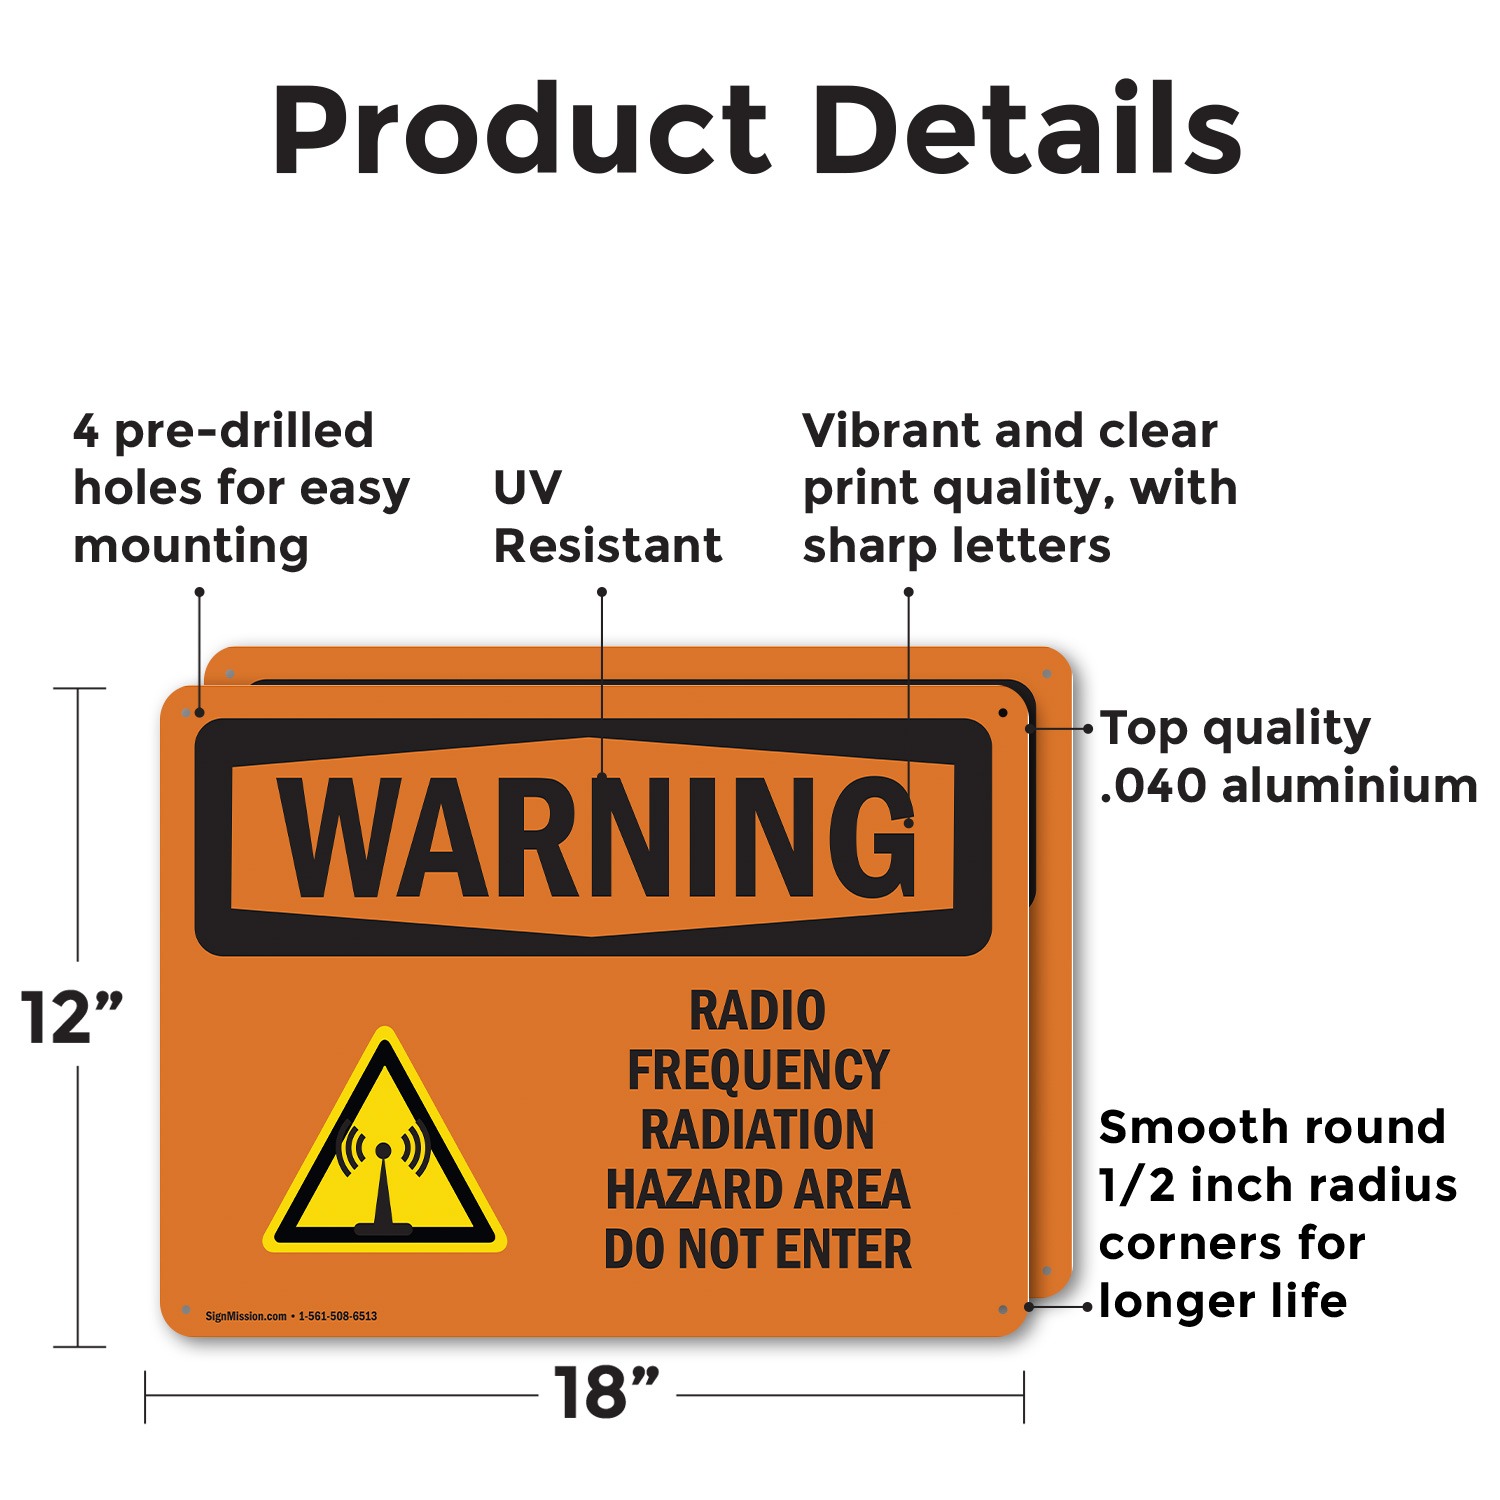 Product Details
4 pre-drilled
holes for easy
mounting
UV
Resistant
Vibrant and clear
print quality, with
sharp letters
Top quality
.040 aluminium
WARNING
RADIO
FREQUENCY
RADIATION
HAZARD AREA
DO NOT ENTER
SignMission.com • 1-561-508-6513
12”
18”
Smooth round
1/2 inch radius
corners for
longer life